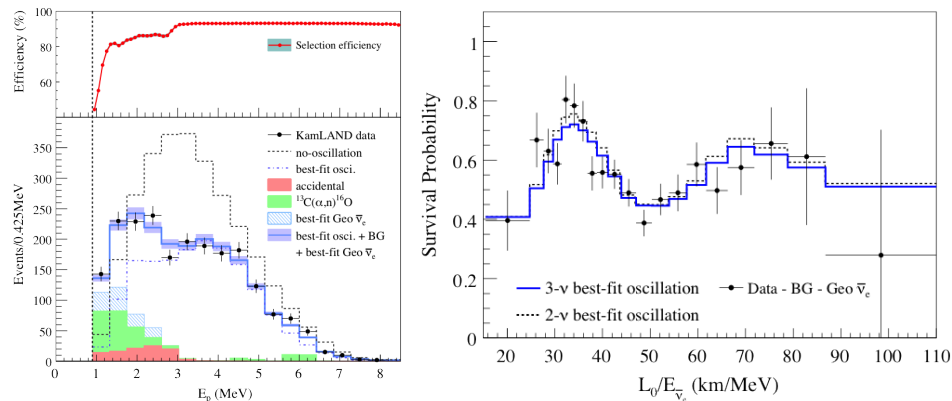 Efficiency (%)
100
80
60
40
Selection efficiency
Events/0.425MeV
350
300
250
200
150
100
50
0
KamLAND data
no-oscillation
best-fit osci.
accidental
¹³C(α,n)¹⁶O
best-fit Geo ν̅ₑ
best-fit osci. + BG
+ best-fit Geo ν̅ₑ
0 1 2 3 4 5 6 7 8
Eₚ (MeV)
Survival Probability
1
0.8
0.6
0.4
0.2
0
3-ν best-fit oscillation
Data - BG - Geo ν̅ₑ
2-ν best-fit oscillation
20 30 40 50 60 70 80 90 100 110
L₀/E_ν̅ₑ (km/MeV)